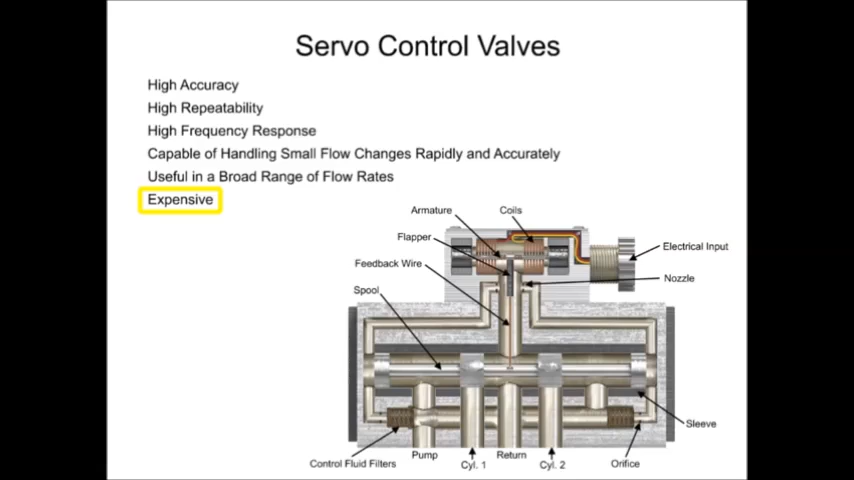 Servo Control Valves
High Accuracy
High Repeatability
High Frequency Response
Capable of Handling Small Flow Changes Rapidly and Accurately
Useful in a Broad Range of Flow Rates
Expensive
Armature
Coils
Flapper
Electrical Input
Feedback Wire
Nozzle
Spool
Sleeve
Control Fluid Filters
Pump
Cyl. 1
Return
Cyl. 2
Orifice